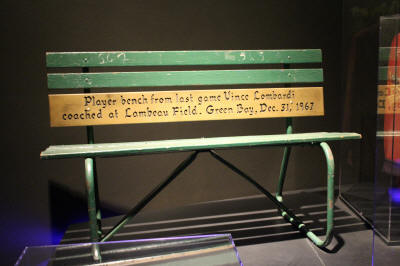 Player bench from last game Vince Lombardi
coached at Lambeau Field. Green Bay, Dec. 31, 1967